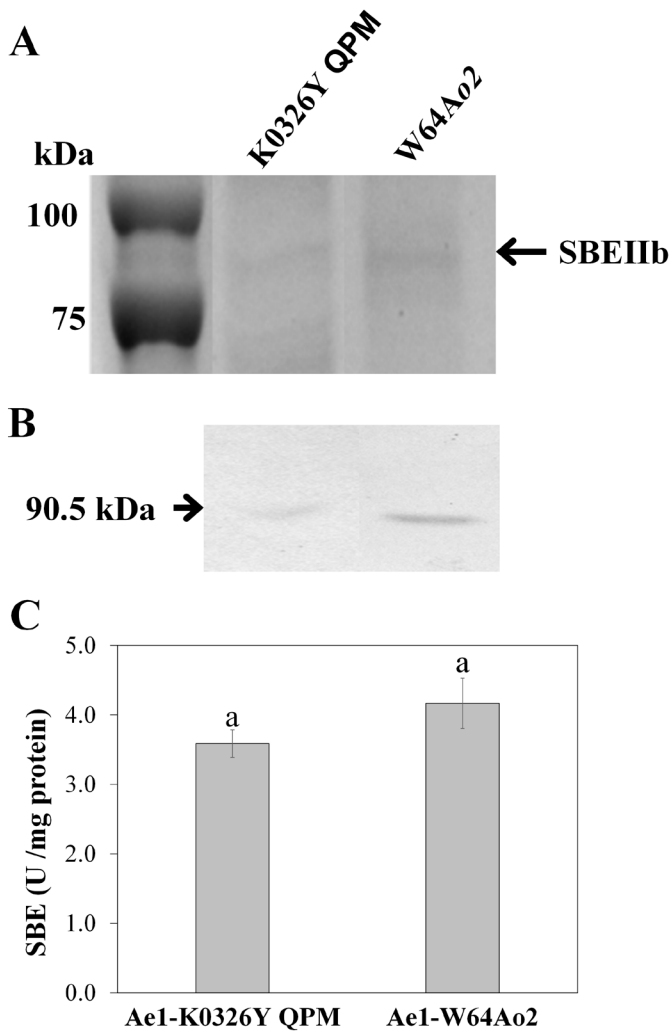 A
K0326Y QPM
W64Ao2
kDa
100
75
SBEIIb
B
90.5 kDa
C
5.0
4.0
3.0
2.0
1.0
0.0
SBE (U /mg protein)
a
a
Ae1-K0326Y QPM
Ae1-W64Ao2